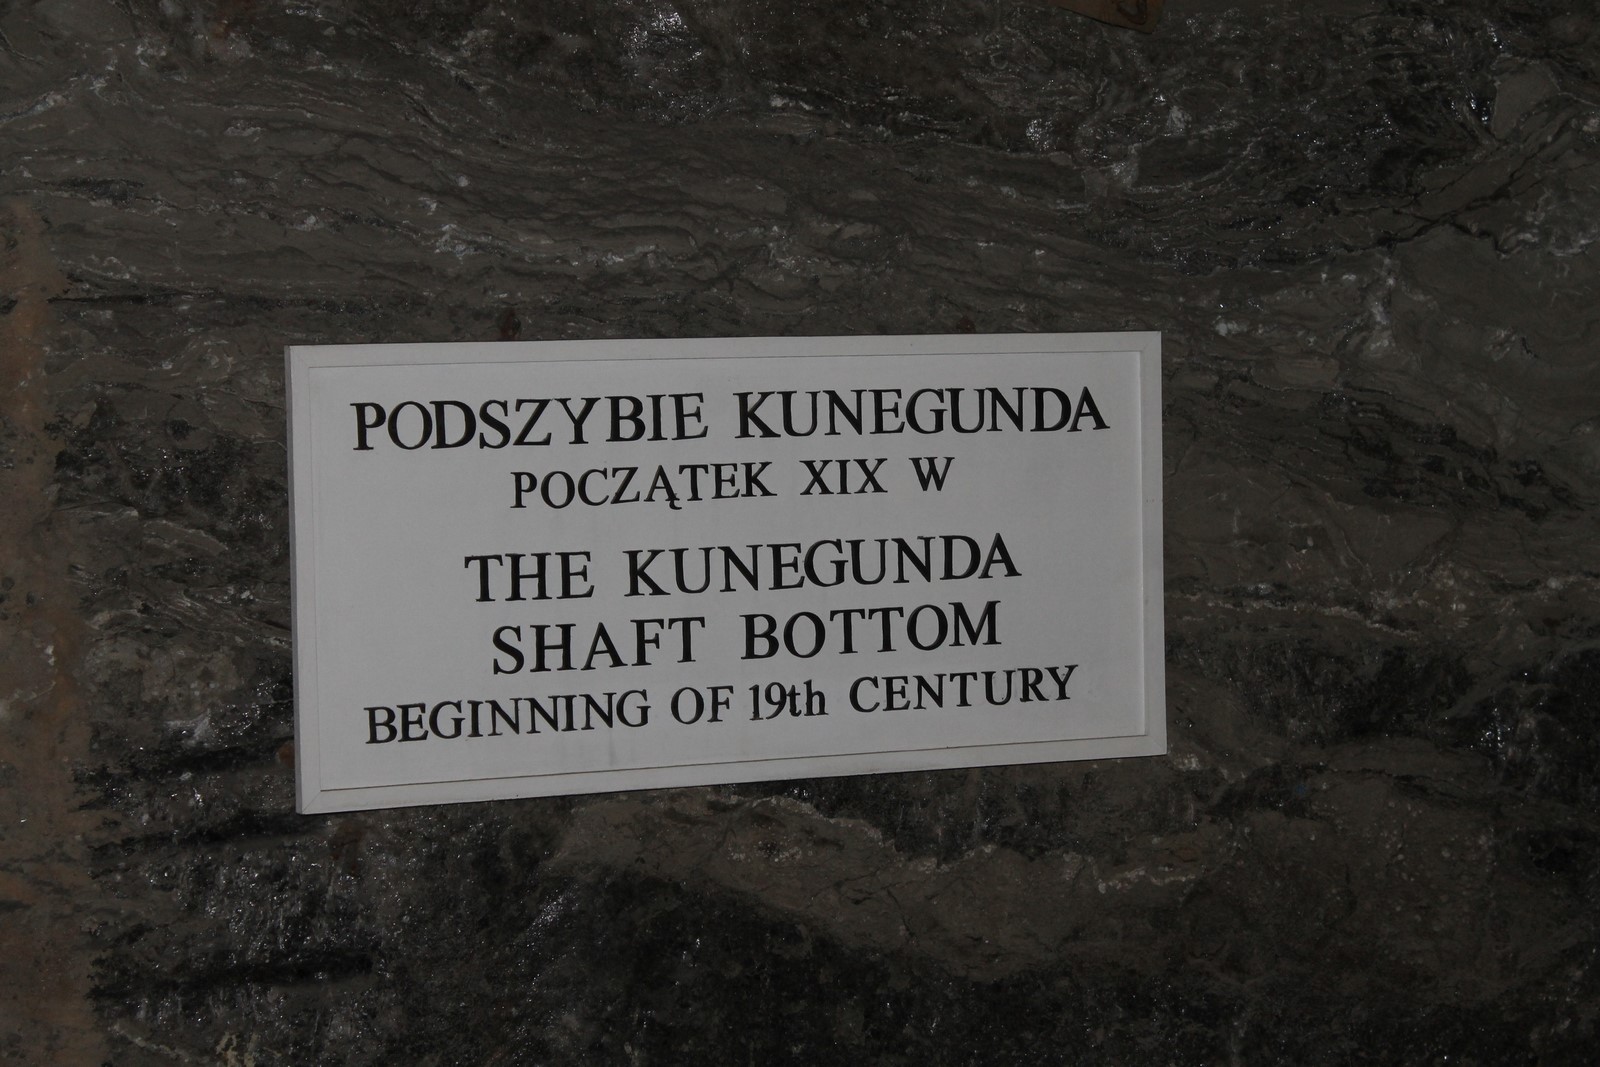 PODSZYBIE KUNEGUNDA
POCZĄTEK XIX W
THE KUNEGUNDA
SHAFT BOTTOM
BEGINNING OF 19th CENTURY